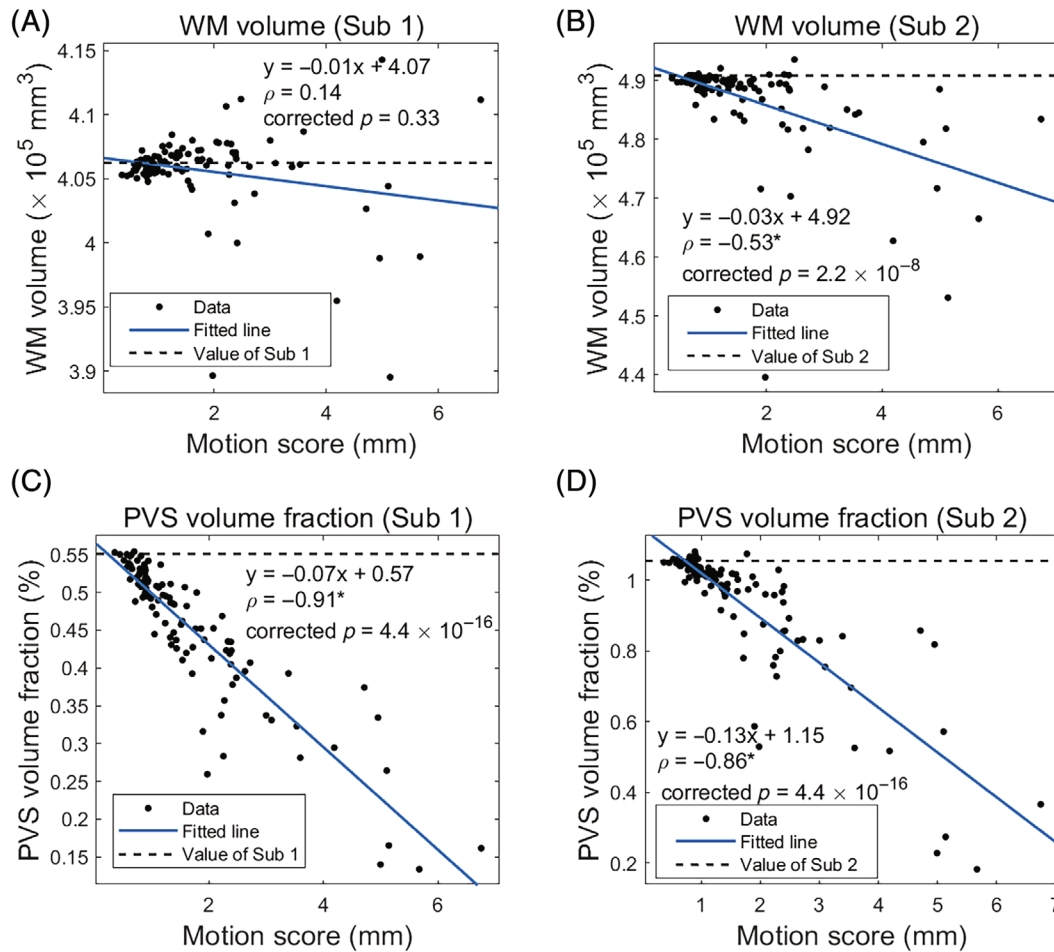 (A)
WM volume (Sub 1)
WM volume (× 10⁵ mm³)
4.15
4.1
4.05
4
3.95
3.9
y = −0.01x + 4.07
ρ = 0.14
corrected p = 0.33
Data
Fitted line
Value of Sub 1
2
4
6
Motion score (mm)
(B)
WM volume (Sub 2)
WM volume (× 10⁵ mm³)
4.9
4.8
4.7
4.6
4.5
4.4
y = −0.03x + 4.92
ρ = −0.53*
corrected p = 2.2 × 10⁻⁸
Data
Fitted line
Value of Sub 2
2
4
6
Motion score (mm)
(C)
PVS volume fraction (Sub 1)
PVS volume fraction (%)
0.55
0.5
0.45
0.4
0.35
0.3
0.25
0.2
0.15
y = −0.07x + 0.57
ρ = −0.91*
corrected p = 4.4 × 10⁻¹⁶
Data
Fitted line
Value of Sub 1
2
4
6
Motion score (mm)
(D)
PVS volume fraction (Sub 2)
PVS volume fraction (%)
1
0.8
0.6
0.4
0.2
y = −0.13x + 1.15
ρ = −0.86*
corrected p = 4.4 × 10⁻¹⁶
Data
Fitted line
Value of Sub 2
1
2
3
4
5
6
7
Motion score (mm)